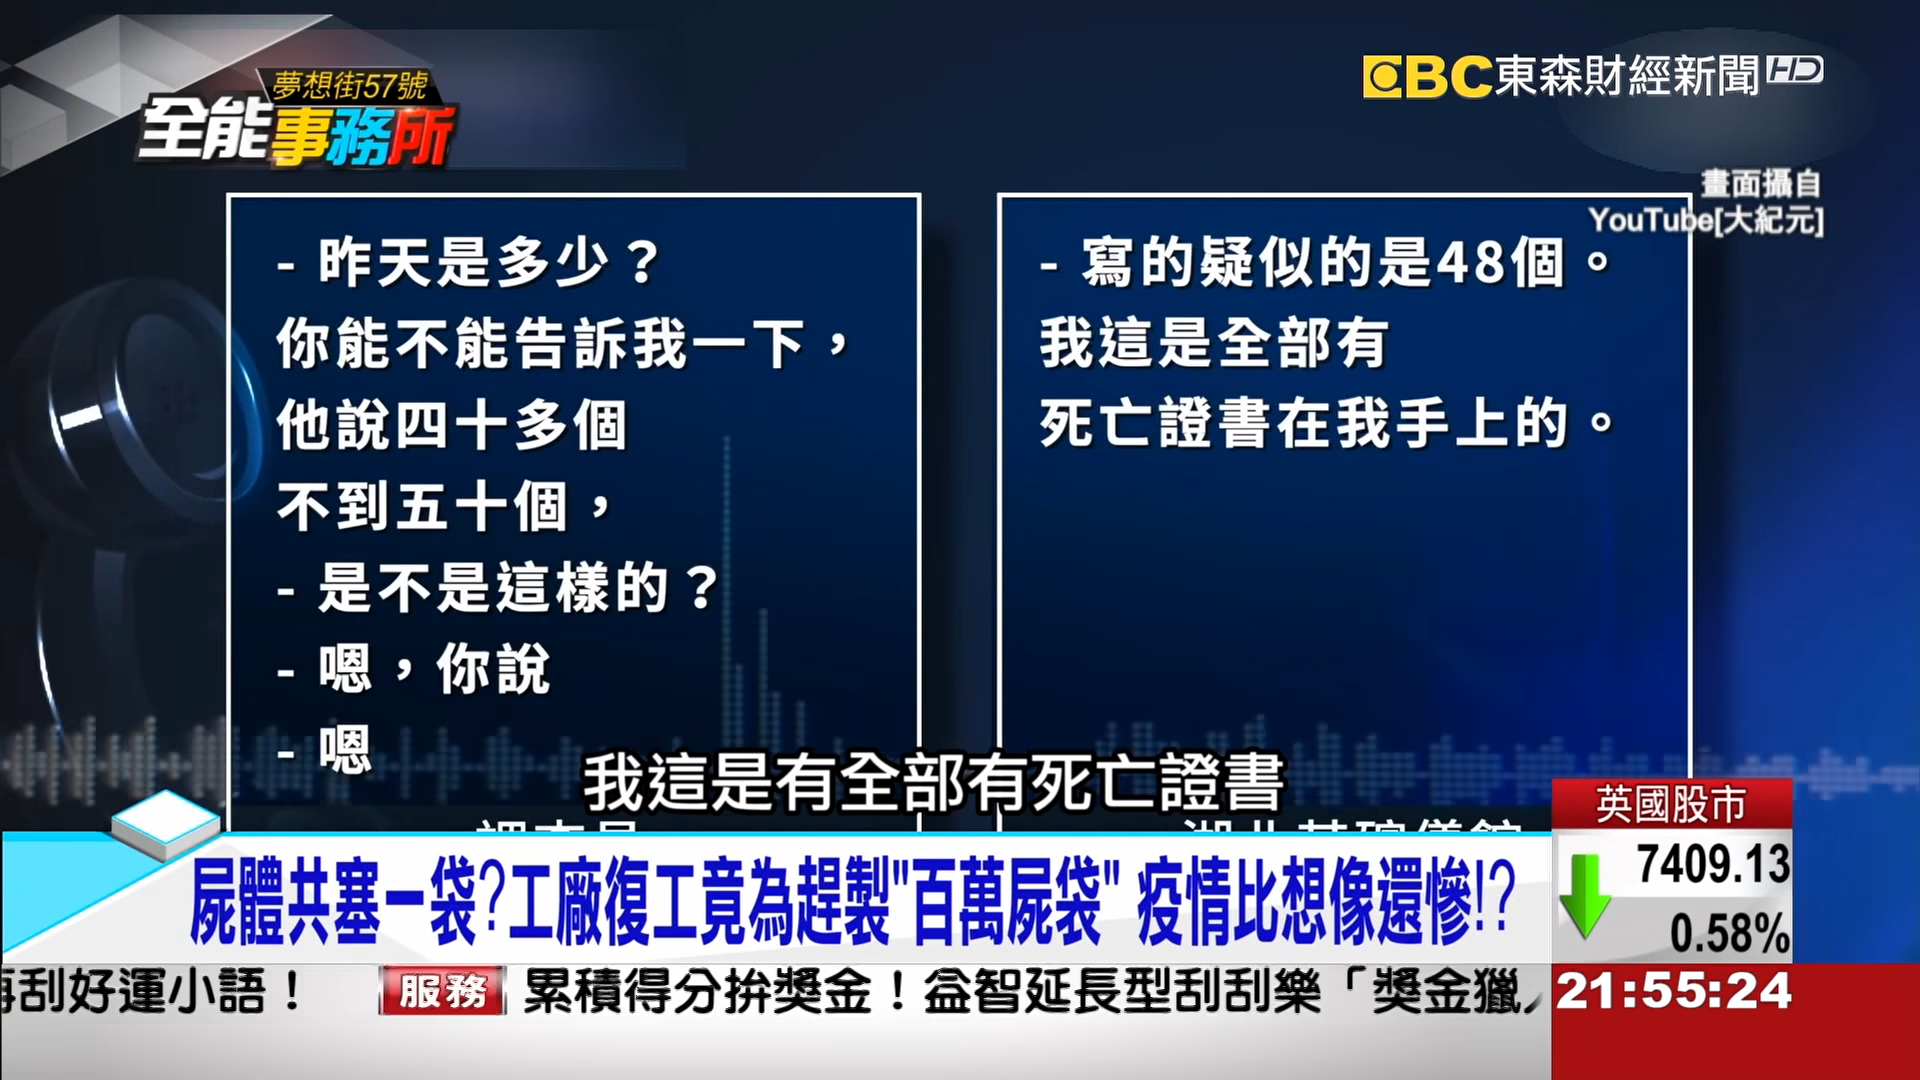 夢想街57號
全能事務所
EBC東森財經新聞HD
畫面攝自
YouTube[大紀元]
- 昨天是多少？
你能不能告訴我一下，
他說四十多個
不到五十個，
- 是不是這樣的？
- 嗯，你說
- 嗯
- 寫的疑似的是48個。
我這是全部有
死亡證書在我手上的。
我這是有全部有死亡證書
屍體共塞一袋?工廠復工竟為趕製"百萬屍袋" 疫情比想像還慘!?
英國股市
7409.13
0.58%
刮好運小語！ 服務 累積得分拚獎金！益智延長型刮刮樂「獎金獵
21:55:24